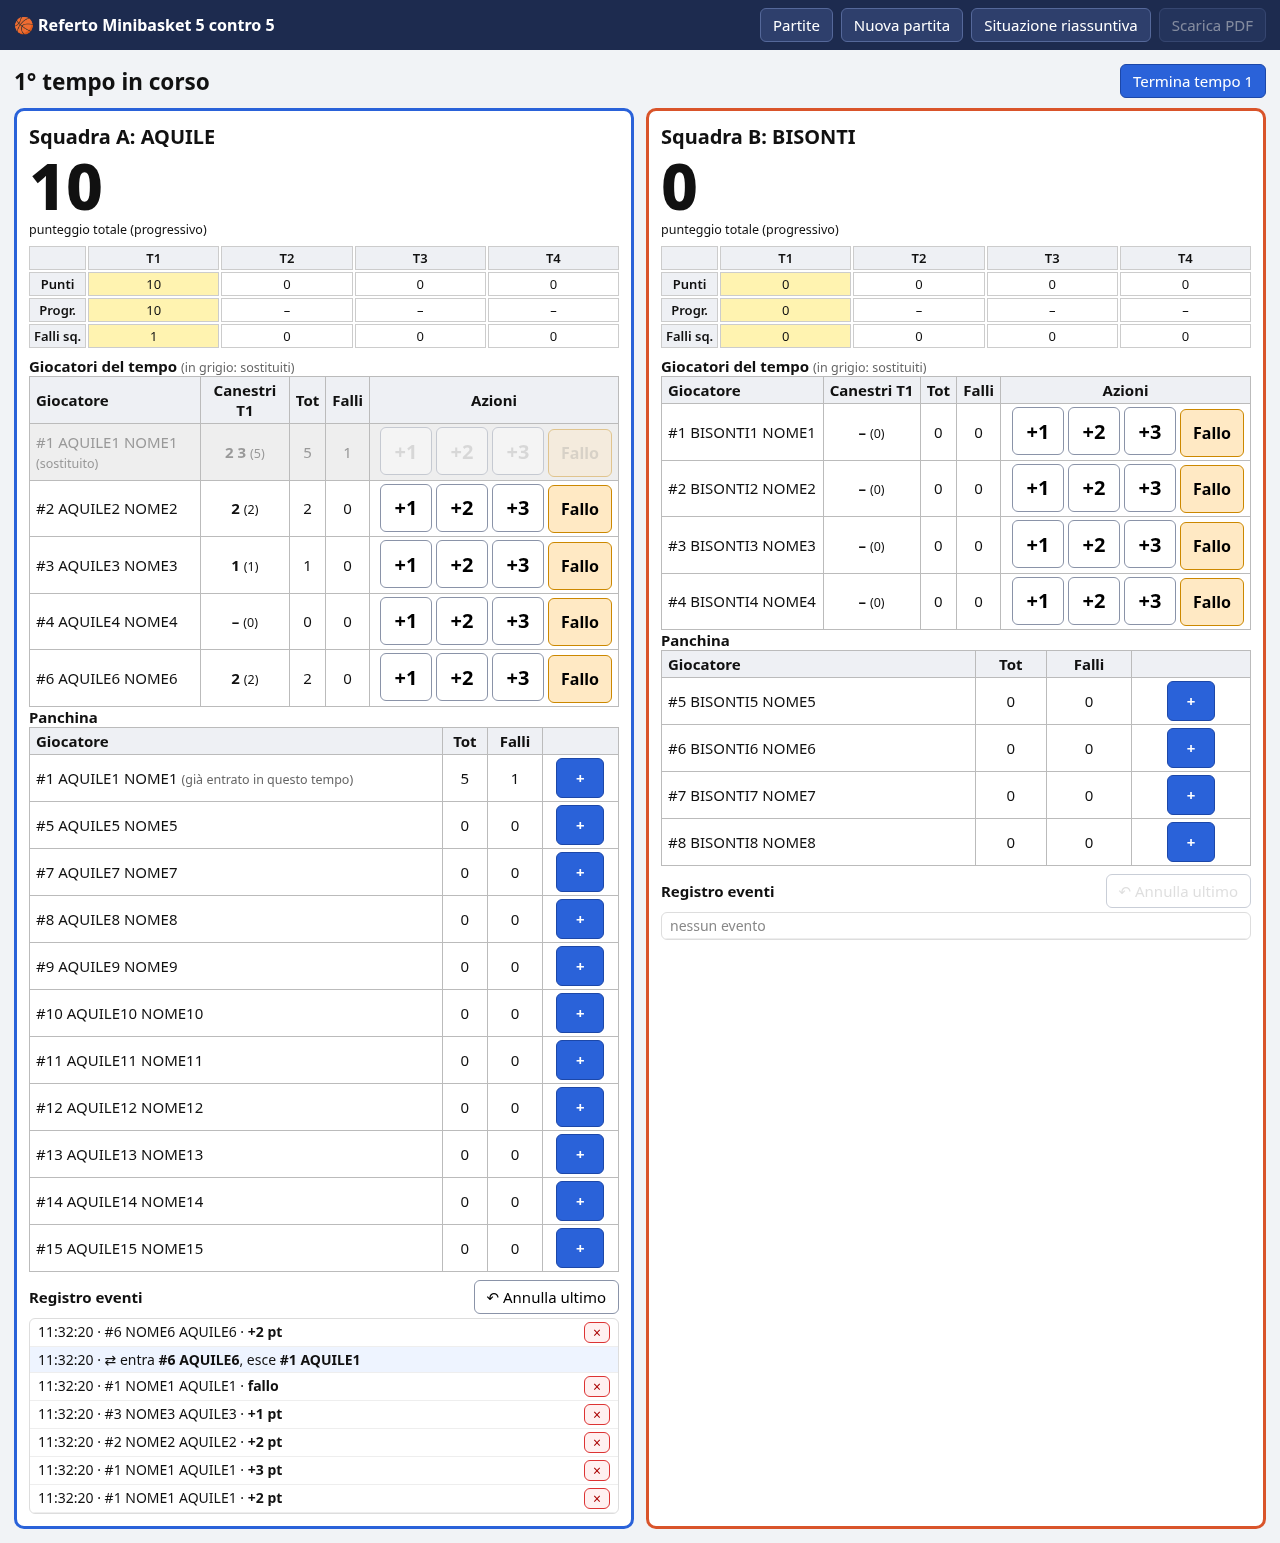 🏀 Referto Minibasket 5 contro 5
Partite
Nuova partita
Situazione riassuntiva
Scarica PDF
1° tempo in corso
Termina tempo 1
Squadra A: AQUILE
10
punteggio totale (progressivo)
T1 T2 T3 T4
Punti 10 0 0 0
Progr. 10 – – –
Falli sq. 1 0 0 0
Giocatori del tempo (in grigio: sostituiti)
Giocatore Canestri T1 Tot Falli Azioni
#1 AQUILE1 NOME1 (sostituito) 2 3 (5) 5 1 +1 +2 +3 Fallo
#2 AQUILE2 NOME2 2 (2) 2 0 +1 +2 +3 Fallo
#3 AQUILE3 NOME3 1 (1) 1 0 +1 +2 +3 Fallo
#4 AQUILE4 NOME4 – (0) 0 0 +1 +2 +3 Fallo
#6 AQUILE6 NOME6 2 (2) 2 0 +1 +2 +3 Fallo
Panchina
Giocatore Tot Falli
#1 AQUILE1 NOME1 (già entrato in questo tempo) 5 1 +
#5 AQUILE5 NOME5 0 0 +
#7 AQUILE7 NOME7 0 0 +
#8 AQUILE8 NOME8 0 0 +
#9 AQUILE9 NOME9 0 0 +
#10 AQUILE10 NOME10 0 0 +
#11 AQUILE11 NOME11 0 0 +
#12 AQUILE12 NOME12 0 0 +
#13 AQUILE13 NOME13 0 0 +
#14 AQUILE14 NOME14 0 0 +
#15 AQUILE15 NOME15 0 0 +
Registro eventi
↶ Annulla ultimo
11:32:20 · #6 NOME6 AQUILE6 · +2 pt ×
11:32:20 · ⇄ entra #6 AQUILE6, esce #1 AQUILE1
11:32:20 · #1 NOME1 AQUILE1 · fallo ×
11:32:20 · #3 NOME3 AQUILE3 · +1 pt ×
11:32:20 · #2 NOME2 AQUILE2 · +2 pt ×
11:32:20 · #1 NOME1 AQUILE1 · +3 pt ×
11:32:20 · #1 NOME1 AQUILE1 · +2 pt ×
Squadra B: BISONTI
0
punteggio totale (progressivo)
T1 T2 T3 T4
Punti 0 0 0 0
Progr. 0 – – –
Falli sq. 0 0 0 0
Giocatori del tempo (in grigio: sostituiti)
Giocatore Canestri T1 Tot Falli Azioni
#1 BISONTI1 NOME1 – (0) 0 0 +1 +2 +3 Fallo
#2 BISONTI2 NOME2 – (0) 0 0 +1 +2 +3 Fallo
#3 BISONTI3 NOME3 – (0) 0 0 +1 +2 +3 Fallo
#4 BISONTI4 NOME4 – (0) 0 0 +1 +2 +3 Fallo
Panchina
Giocatore Tot Falli
#5 BISONTI5 NOME5 0 0 +
#6 BISONTI6 NOME6 0 0 +
#7 BISONTI7 NOME7 0 0 +
#8 BISONTI8 NOME8 0 0 +
Registro eventi
↶ Annulla ultimo
nessun evento